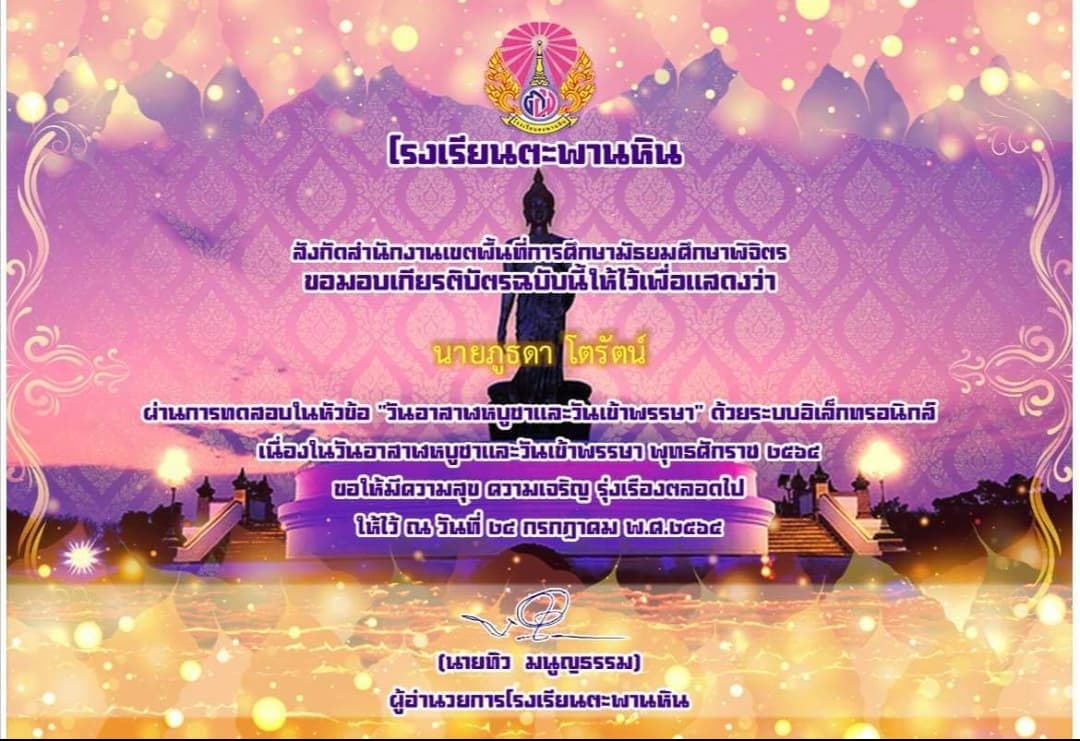 โรงเรียนตะพานหิน
โรงเรียนตะพานหิน
สังกัดสำนักงานเขตพื้นที่การศึกษามัธยมศึกษาพิจิตร
ขอมอบเกียรติบัตรฉบับนี้ให้ไว้เพื่อแสดงว่า
นายภูธดา โตรัตน์
ผ่านการทดสอบในหัวข้อ "วันอาสาฬหบูชาและวันเข้าพรรษา" ด้วยระบบอิเล็กทรอนิกส์
เนื่องในวันอาสาฬหบูชาและวันเข้าพรรษา พุทธศักราช ๒๕๖๔
ขอให้มีความสุข ความเจริญ รุ่งเรืองตลอดไป
ให้ไว้ ณ วันที่ ๒๔ กรกฎาคม พ.ศ.๒๕๖๔
(นายทิว มนูญธรรม)
ผู้อำนวยการโรงเรียนตะพานหิน